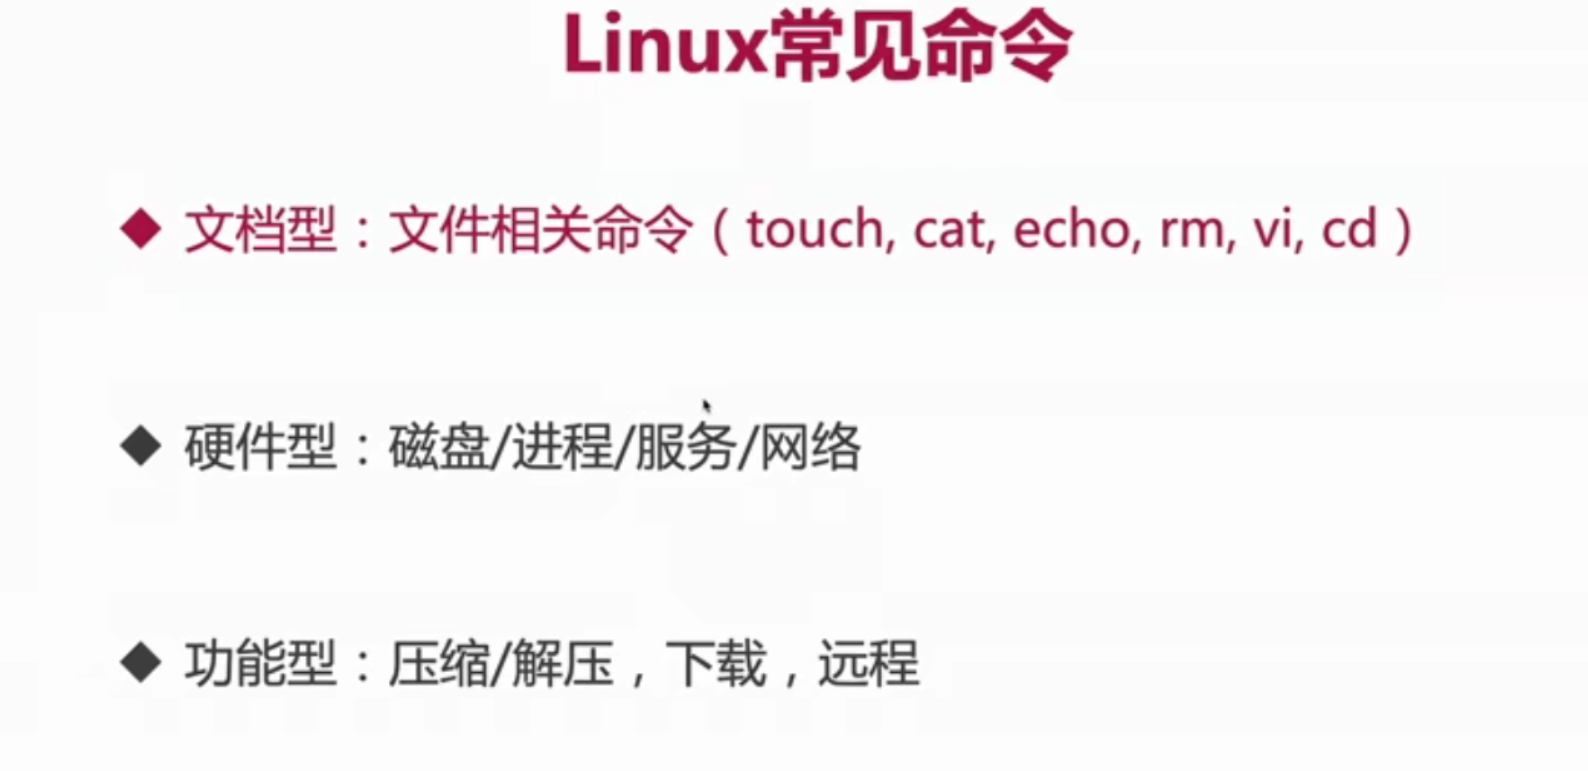 Linux常见命令
文档型：文件相关命令（touch, cat, echo, rm, vi, cd）
硬件型：磁盘/进程/服务/网络
功能型：压缩/解压，下载，远程